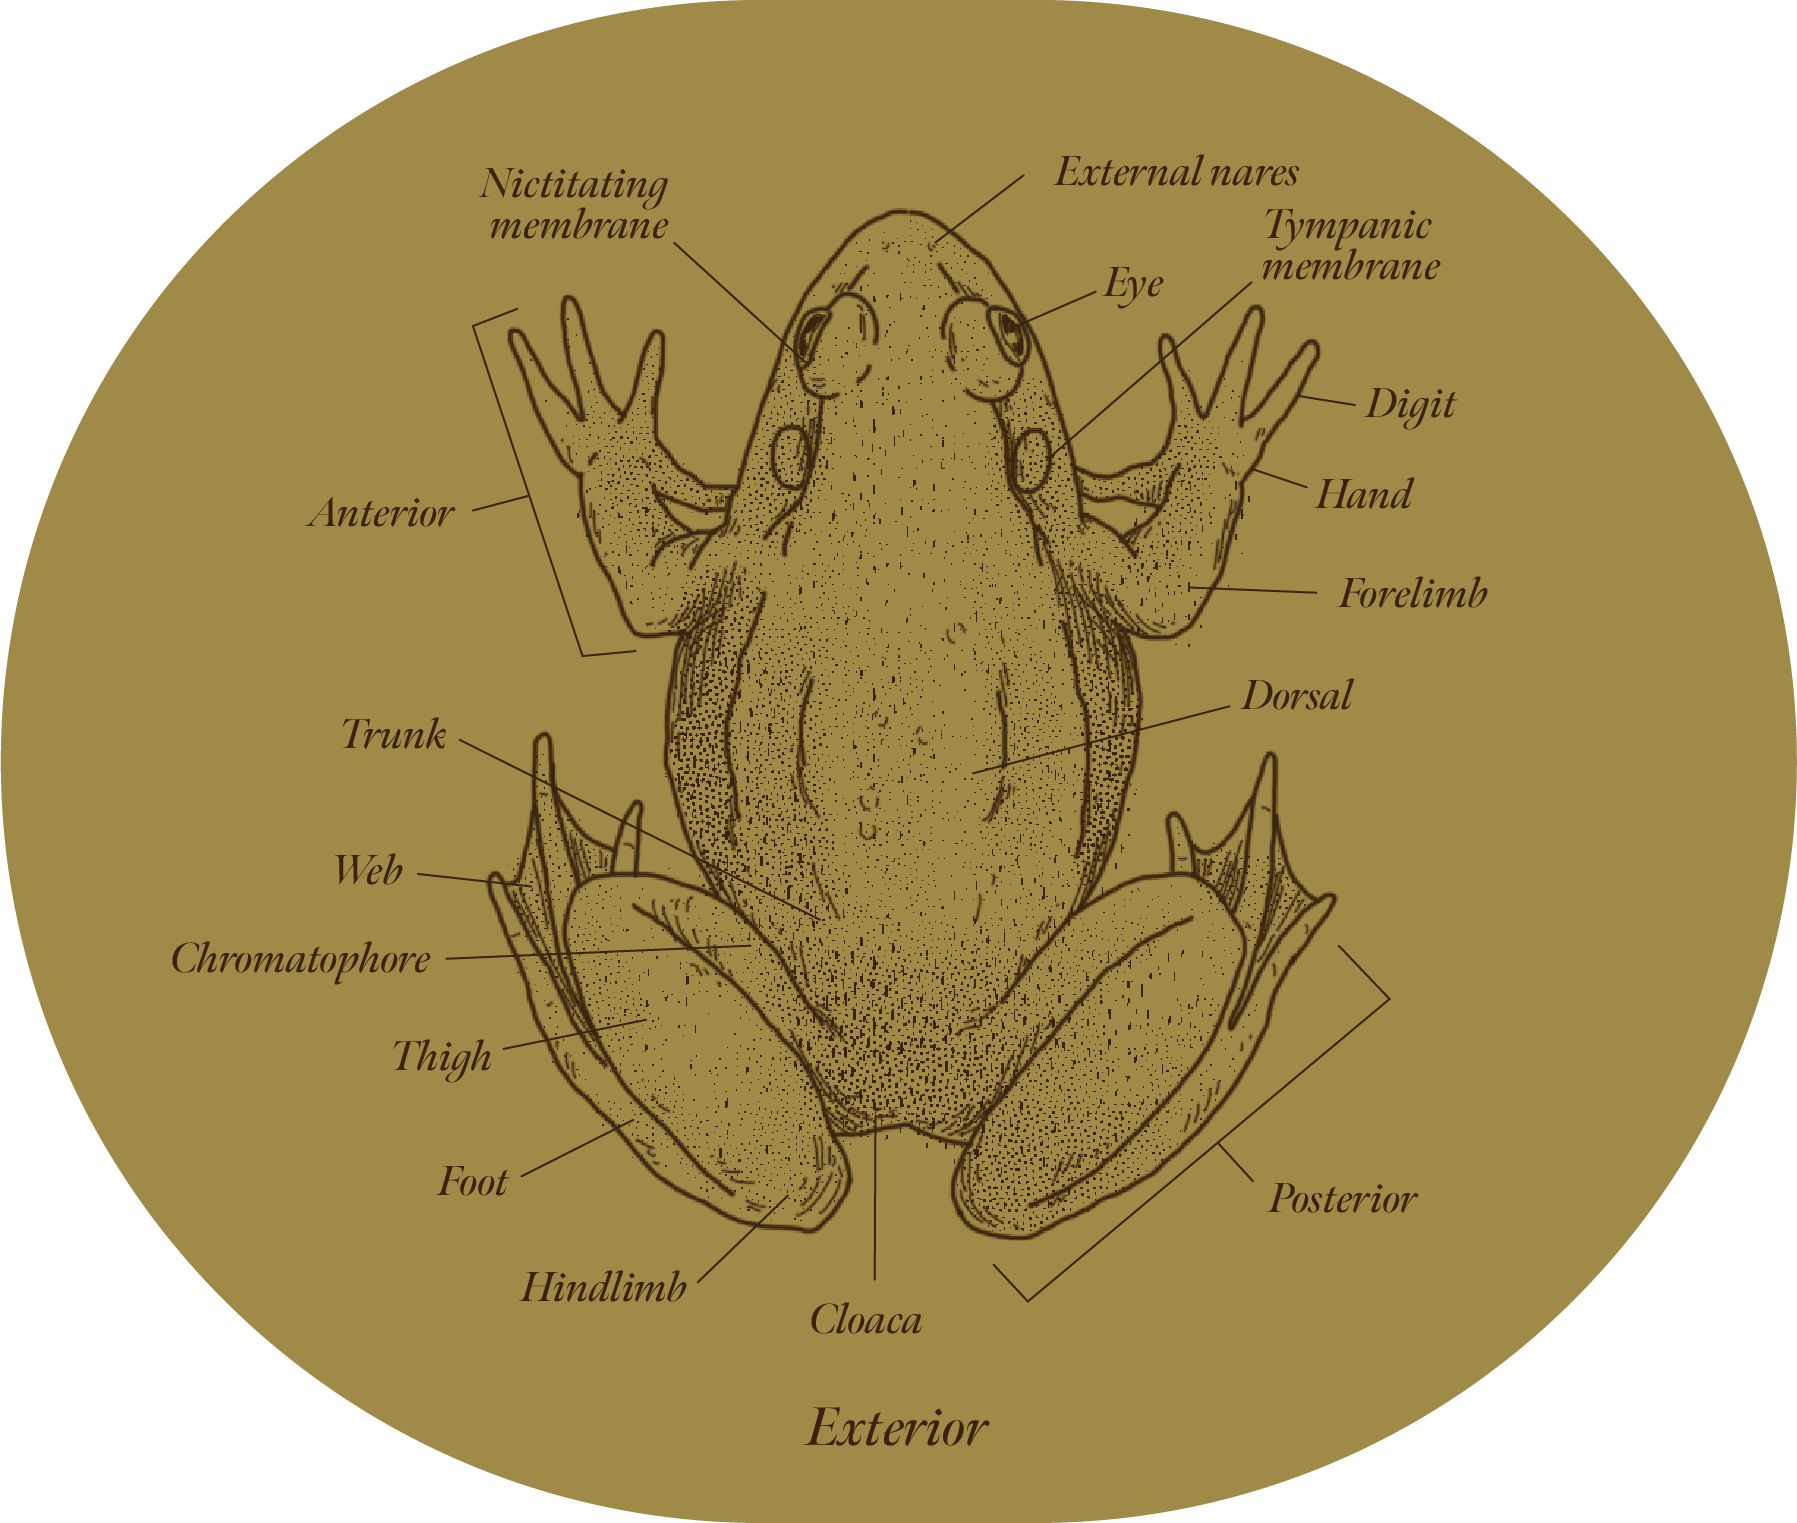 Nictitating
membrane
External nares
Tympanic
membrane
Eye
Digit
Hand
Anterior
Forelimb
Dorsal
Trunk
Web
Chromatophore
Thigh
Foot
Posterior
Hindlimb
Cloaca
Exterior